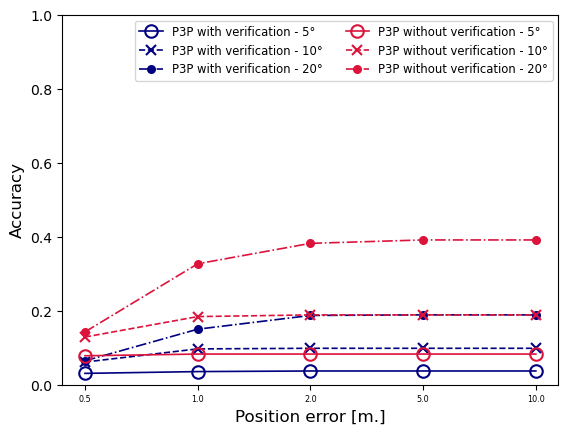 P3P with verification - 5°
P3P with verification - 10°
P3P with verification - 20°
P3P without verification - 5°
P3P without verification - 10°
P3P without verification - 20°
Accuracy
1.0
0.8
0.6
0.4
0.2
0.0
0.5 1.0 2.0 5.0 10.0
Position error [m.]